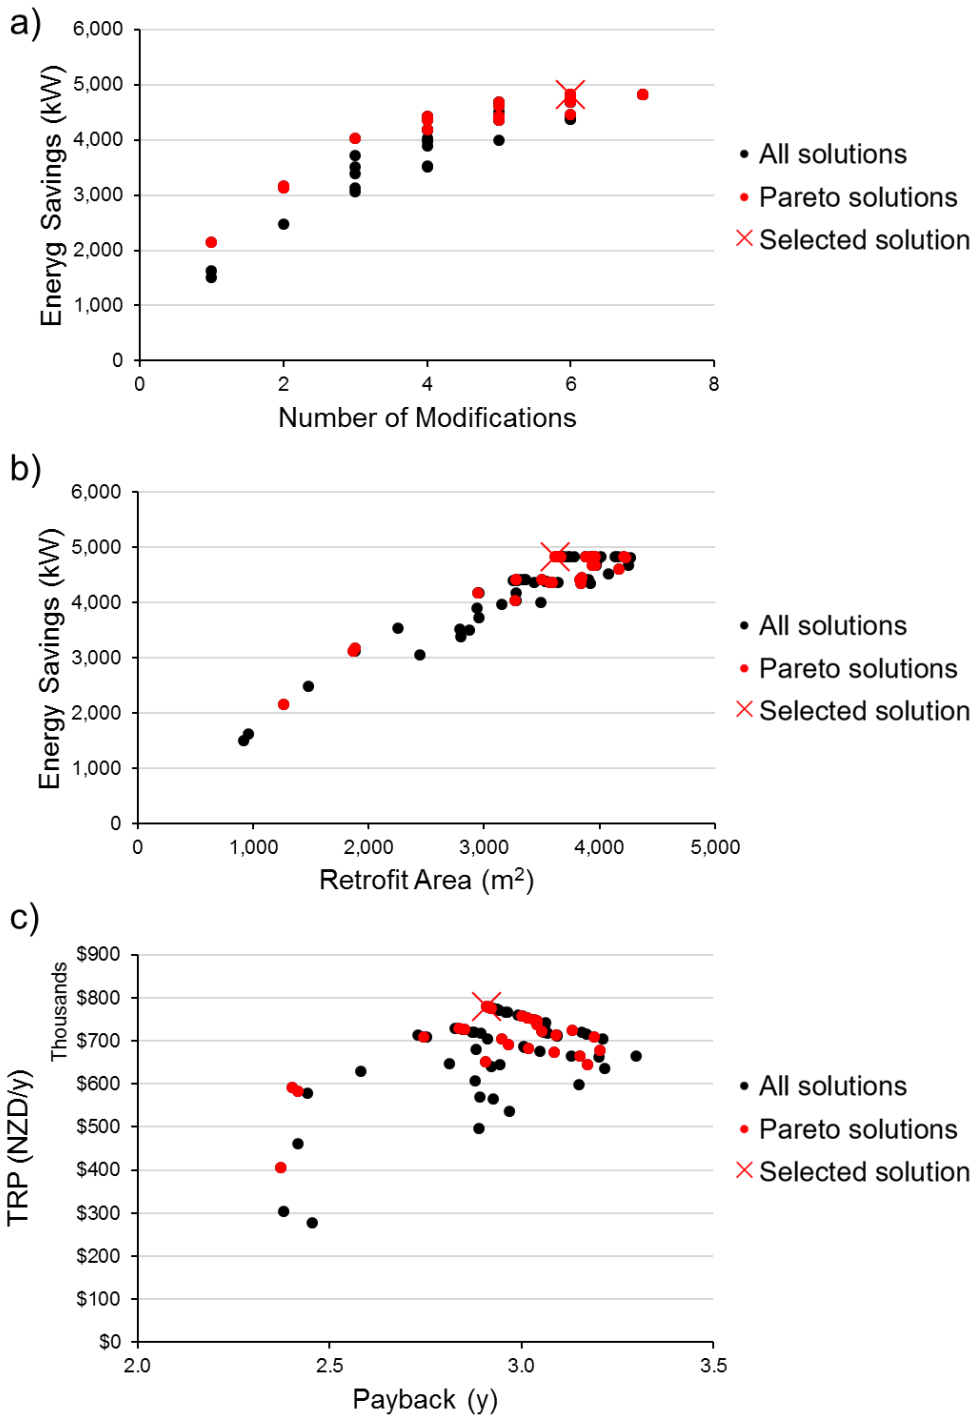 a)
6,000
5,000
4,000
3,000
2,000
1,000
0
Eneryg Savings (kW)
0 2 4 6 8
Number of Modifications
All solutions
Pareto solutions
Selected solution
b)
6,000
5,000
4,000
3,000
2,000
1,000
0
Energy Savings (kW)
0 1,000 2,000 3,000 4,000 5,000
Retrofit Area (m²)
All solutions
Pareto solutions
Selected solution
c)
$900
$800
$700
$600
$500
$400
$300
$200
$100
$0
Thousands
TRP (NZD/y)
2.0 2.5 3.0 3.5
Payback (y)
All solutions
Pareto solutions
Selected solution